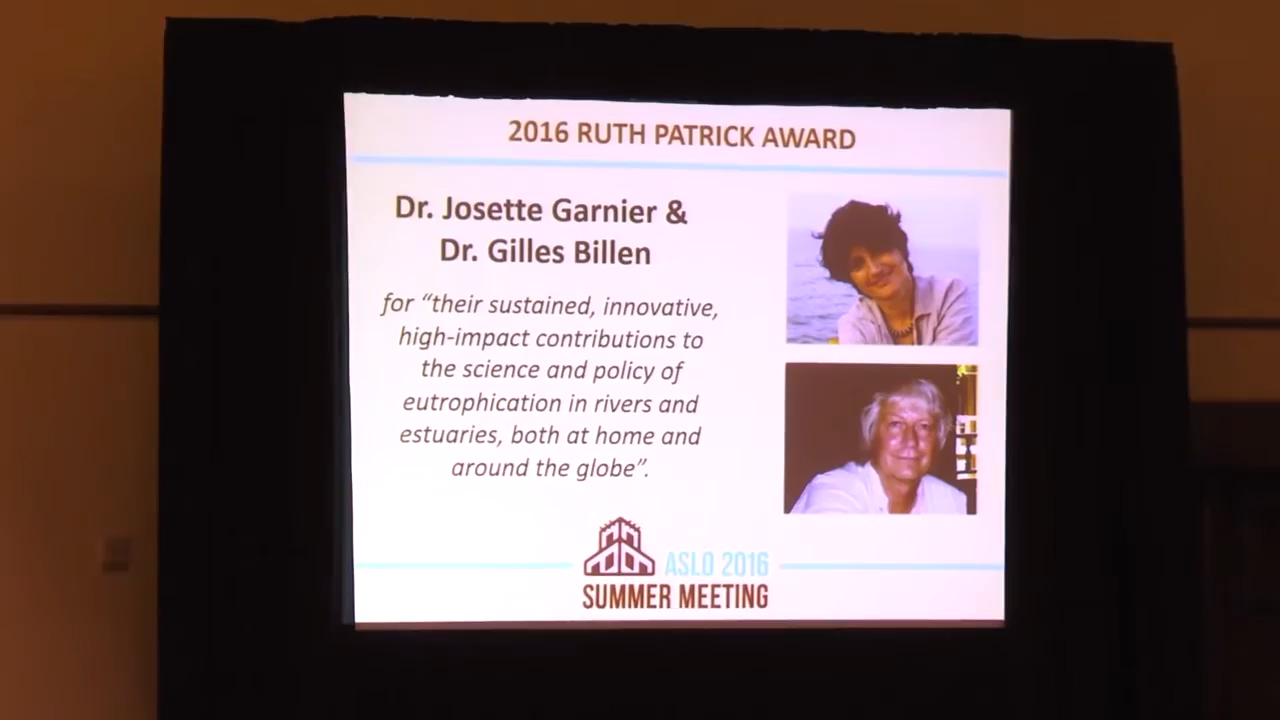 2016 RUTH PATRICK AWARD
Dr. Josette Garnier &
Dr. Gilles Billen
for “their sustained, innovative,
high-impact contributions to
the science and policy of
eutrophication in rivers and
estuaries, both at home and
around the globe”.
ASLO 2016
SUMMER MEETING